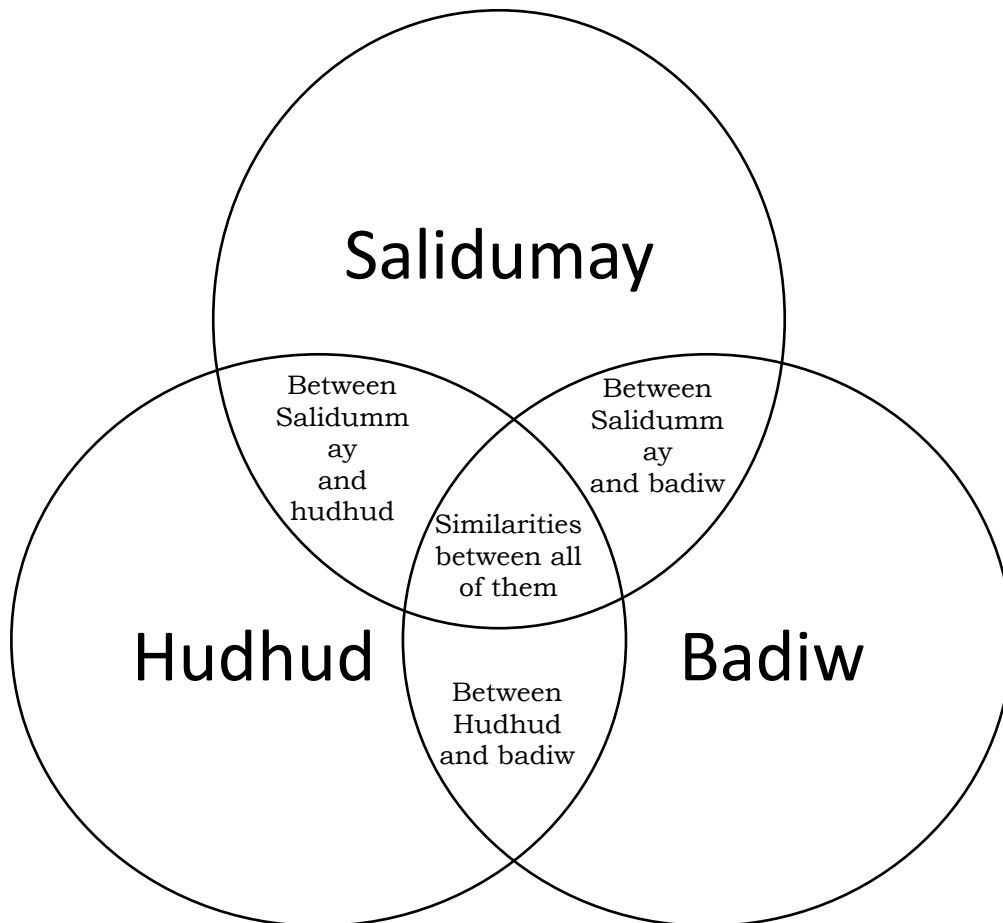 Salidumay
Between
Salidumm
ay
and
hudhud
Between
Salidumm
ay
and badiw
Similarities
between all
of them
Hudhud
Badiw
Between
Hudhud
and badiw